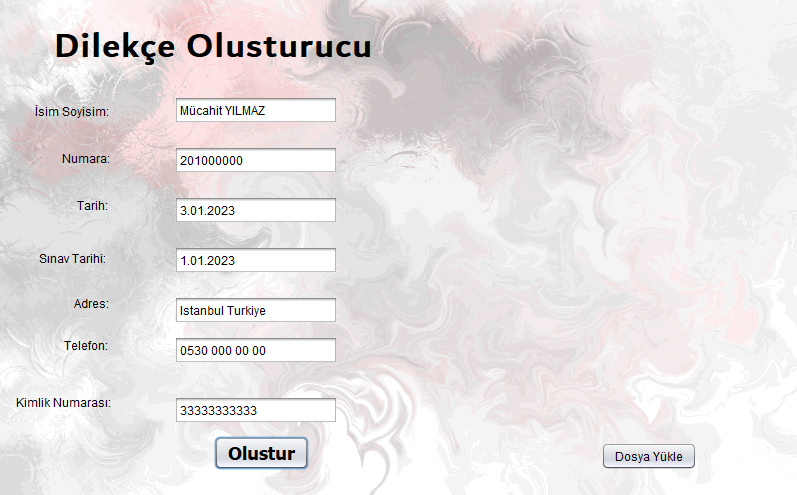 Dilekçe Olusturucu
İsim Soyisim: Mücahit YILMAZ
Numara: 201000000
Tarih: 3.01.2023
Sınav Tarihi: 1.01.2023
Adres: Istanbul Turkiye
Telefon: 0530 000 00 00
Kimlik Numarası: 33333333333
Olustur Dosya Yükle